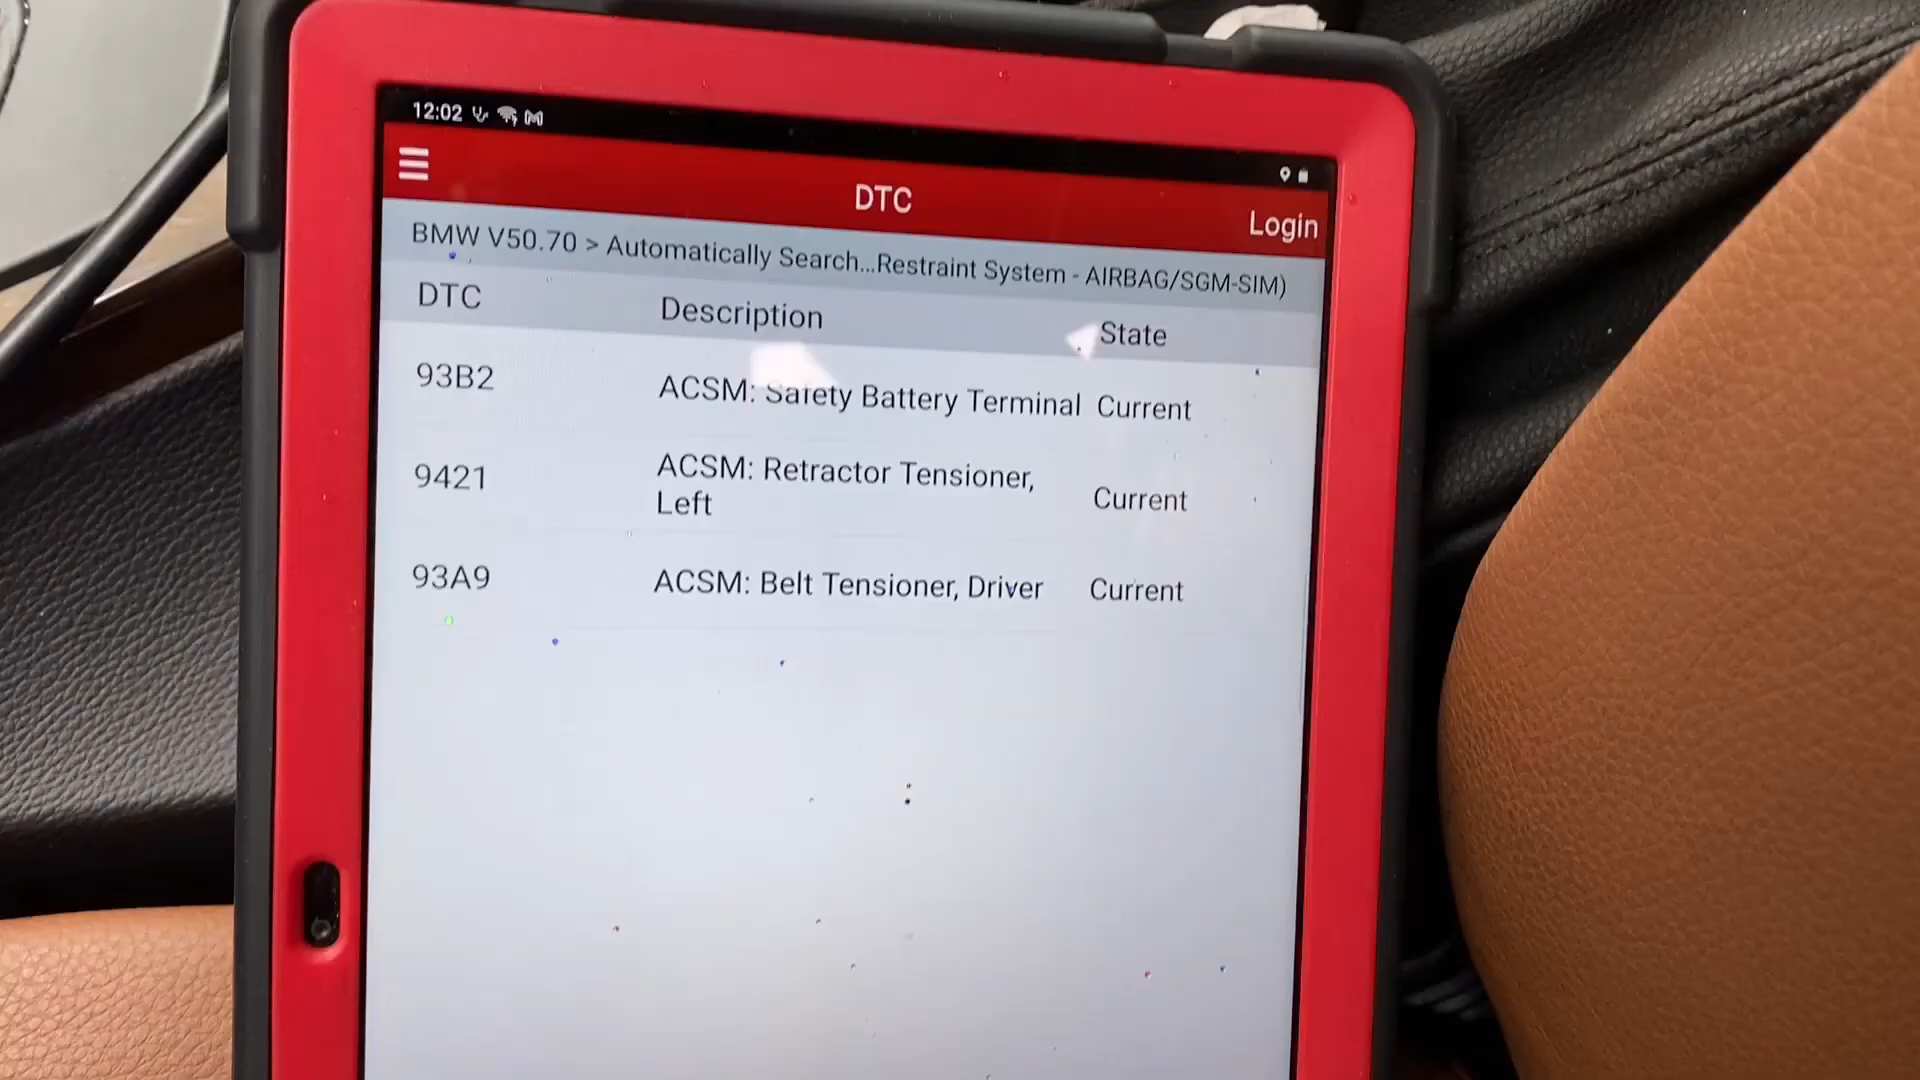 12:02
DTC
Login
BMW V50.70 > Automatically Search...Restraint System - AIRBAG/SGM-SIM)
DTC Description State
93B2 ACSM: Safety Battery Terminal Current
9421 ACSM: Retractor Tensioner, Left Current
93A9 ACSM: Belt Tensioner, Driver Current